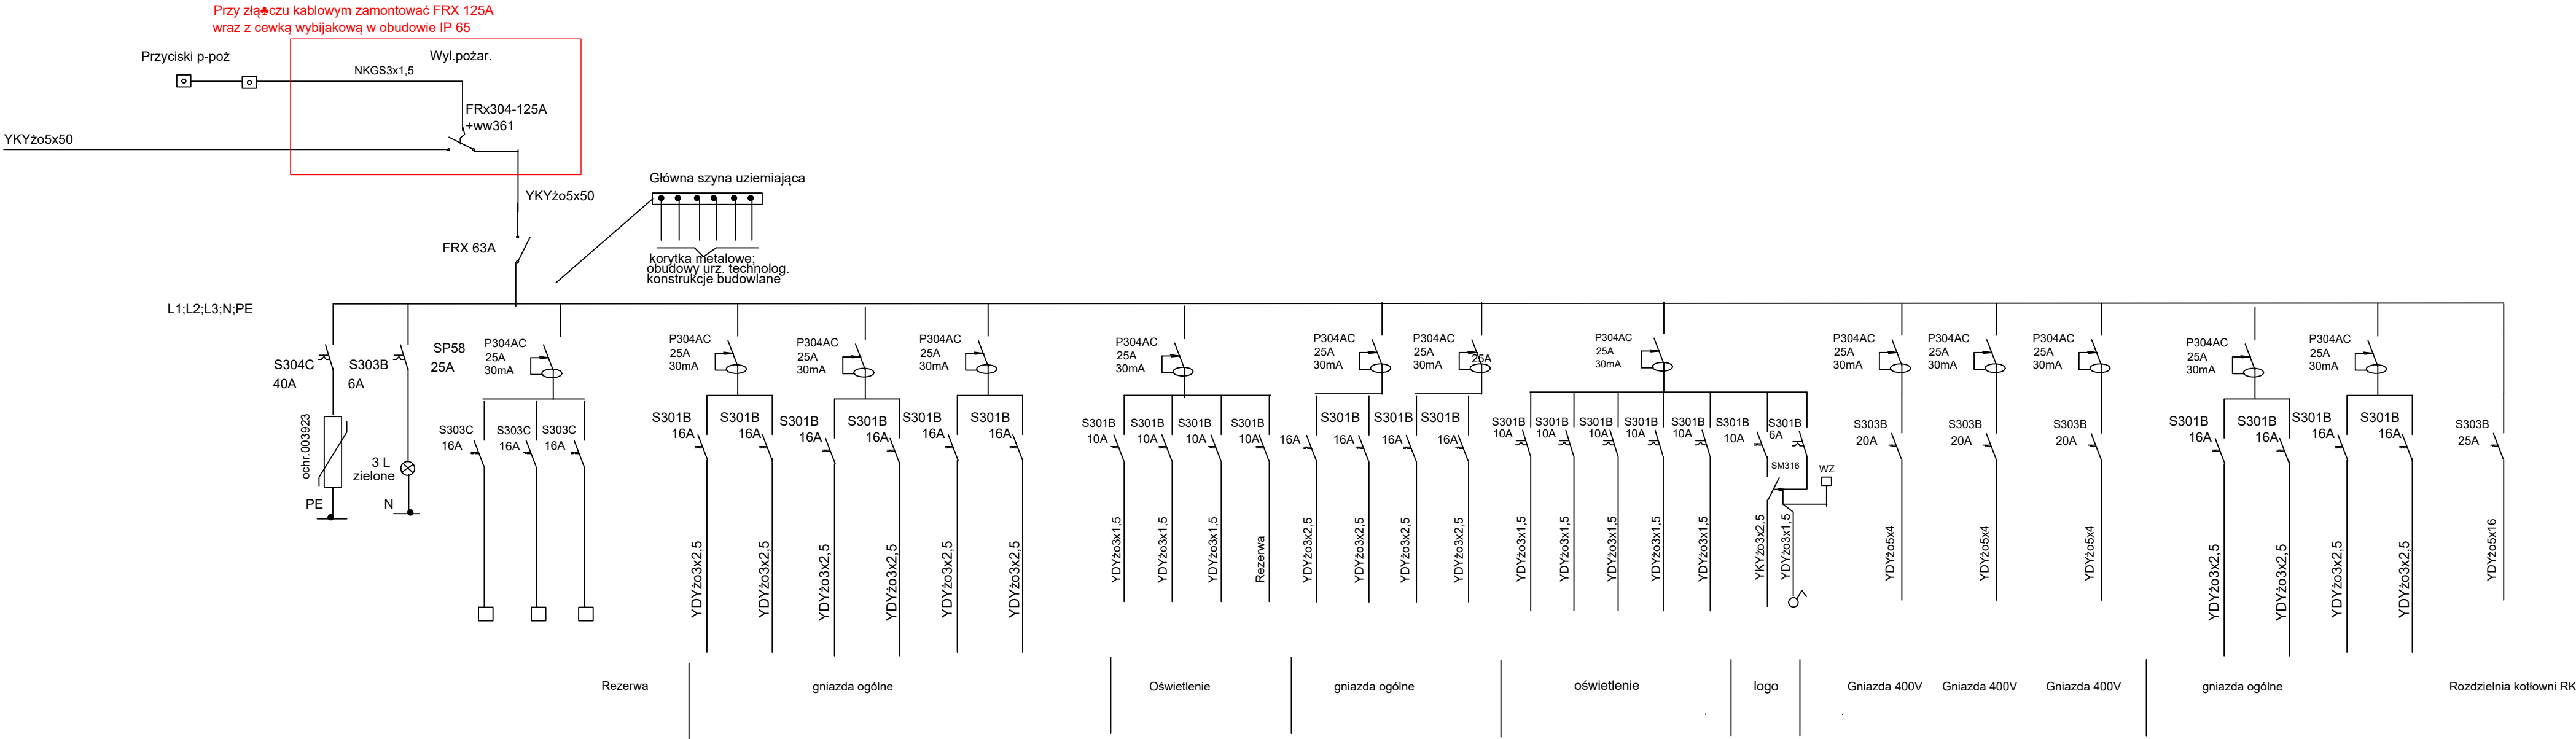 Przy złą♣czu kablowym zamontować FRX 125A
wraz z cewką wybijakową w obudowie IP 65
Przyciski p-poż
Wyl.pożar.
NKGS3x1,5
FRx304-125A
+ww361
YKYżo5x50
YKYżo5x50
Główna szyna uziemiająca
FRX 63A
korytka metalowe;
obudowy urz. technolog.
konstrukcje budowlane
L1;L2;L3;N;PE
S304C
40A
ochr.003923
PE
S303B
6A
3 L
zielone
N
SP58
25A
P304AC
25A
30mA
S303C
16A
S303C
16A
S303C
16A
P304AC
25A
30mA
S301B
16A
S301B
16A
YDYżo3x2,5
YDYżo3x2,5
P304AC
25A
30mA
S301B
16A
S301B
16A
YDYżo3x2,5
YDYżo3x2,5
P304AC
25A
30mA
S301B
16A
S301B
16A
YDYżo3x2,5
YDYżo3x2,5
P304AC
25A
30mA
S301B
10A
S301B
10A
S301B
10A
S301B
10A
YDYżo3x1,5
YDYżo3x1,5
YDYżo3x1,5
Rezerwa
P304AC
25A
30mA
16A
S301B
16A
YDYżo3x2,5
YDYżo3x2,5
P304AC
25A
30mA
25A
S301B
16A
S301B
16A
YDYżo3x2,5
YDYżo3x2,5
P304AC
25A
30mA
S301B
10A
S301B
10A
S301B
10A
S301B
10A
S301B
10A
S301B
10A
S301B
6A
SM316
WZ
YDYżo3x1,5
YDYżo3x1,5
YDYżo3x1,5
YDYżo3x1,5
YDYżo3x1,5
YKYżo3x2,5
YDYżo3x1,5
P304AC
25A
30mA
S303B
20A
YDYżo5x4
P304AC
25A
30mA
S303B
20A
YDYżo5x4
P304AC
25A
30mA
S303B
20A
YDYżo5x4
P304AC
25A
30mA
S301B
16A
S301B
16A
YDYżo3x2,5
YDYżo3x2,5
P304AC
25A
30mA
S301B
16A
S301B
16A
YDYżo3x2,5
YDYżo3x2,5
S303B
25A
YDYżo5x16
Rezerwa
gniazda ogólne
Oświetlenie
gniazda ogólne
oświetlenie
logo
Gniazda 400V
Gniazda 400V
Gniazda 400V
gniazda ogólne
Rozdzielnia kotłowni RK